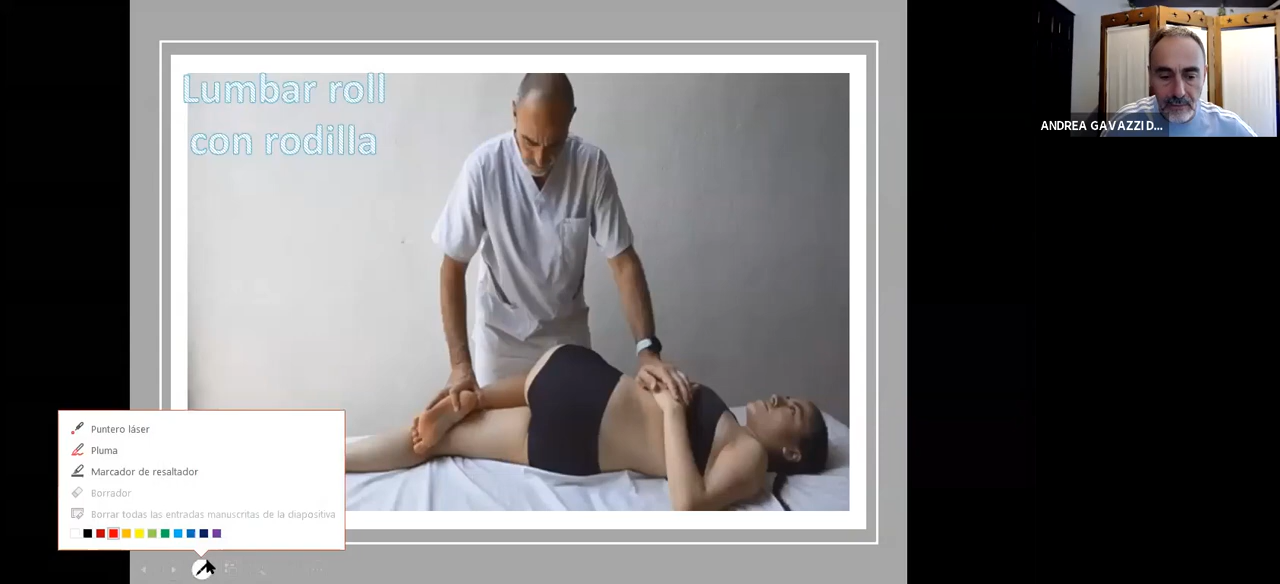 Lumbar roll
con rodilla
ANDREA GAVAZZI D...
Puntero láser
Pluma
Marcador de resaltador
Borrador
Borrar todas las entradas manuscritas de la diapositiva